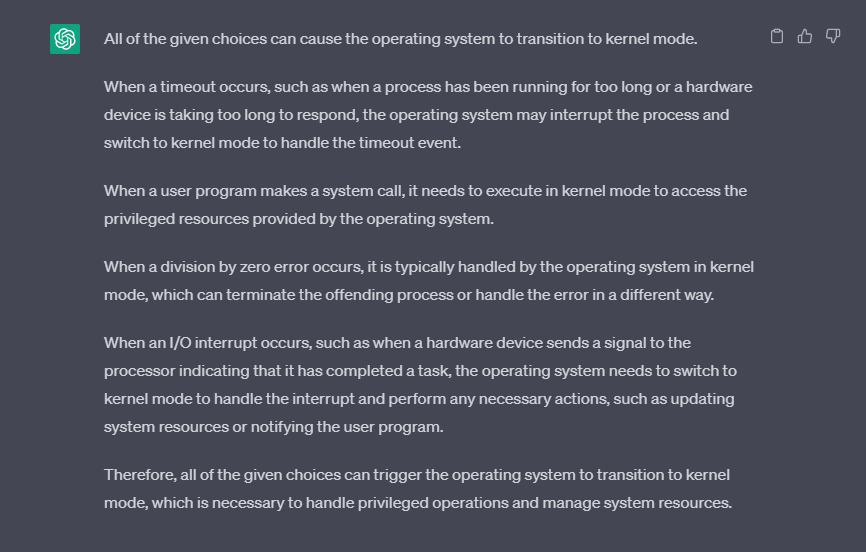 All of the given choices can cause the operating system to transition to kernel mode.
When a timeout occurs, such as when a process has been running for too long or a hardware
device is taking too long to respond, the operating system may interrupt the process and
switch to kernel mode to handle the timeout event.
When a user program makes a system call, it needs to execute in kernel mode to access the
privileged resources provided by the operating system.
When a division by zero error occurs, it is typically handled by the operating system in kernel
mode, which can terminate the offending process or handle the error in a different way.
When an I/O interrupt occurs, such as when a hardware device sends a signal to the
processor indicating that it has completed a task, the operating system needs to switch to
kernel mode to handle the interrupt and perform any necessary actions, such as updating
system resources or notifying the user program.
Therefore, all of the given choices can trigger the operating system to transition to kernel
mode, which is necessary to handle privileged operations and manage system resources.